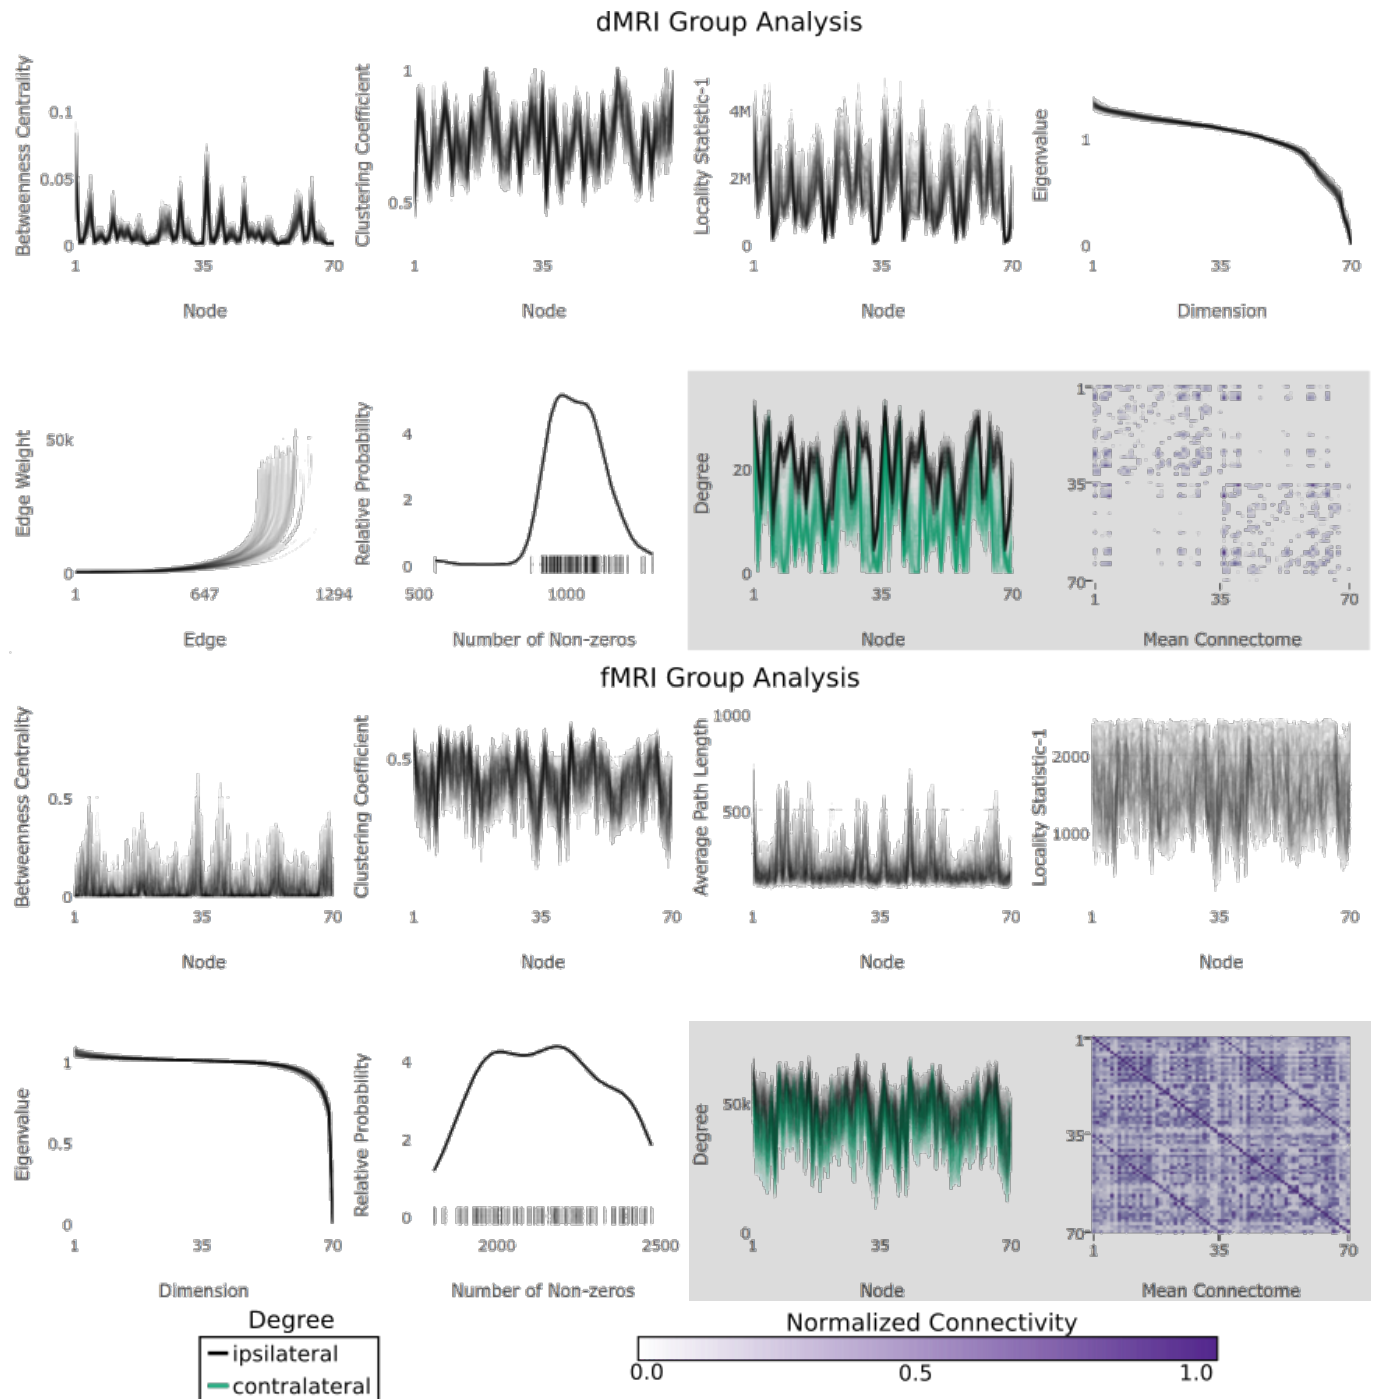 dMRI Group Analysis
Betweenness Centrality
0.1
0.05
0
1 35 70
Node
Clustering Coefficient
1
0.5
1 35
Node
Locality Statistic-1
4M
2M
0
1 35 70
Node
Eigenvalue
1
0
1 35 70
Dimension
Edge Weight
50k
0
1 647 1294
Edge
Relative Probability
4
2
0
500 1000
Number of Non-zeros
Degree
20
0
1 35 70
Node
1
35
70
1 35 70
Mean Connectome
fMRI Group Analysis
Betweenness Centrality
0.5
0
1 35 70
Node
Clustering Coefficient
0.5
1 35 70
Node
Average Path Length
1000
500
1 35 70
Node
Locality Statistic-1
2000
1000
1 35 70
Node
Eigenvalue
1
0.5
0
1 35 70
Dimension
Relative Probability
4
2
0
2000 2500
Number of Non-zeros
Degree
50k
0
1 35 70
Node
1
35
70
1 35 70
Mean Connectome
Degree
ipsilateral
contralateral
Normalized Connectivity
0.0 0.5 1.0